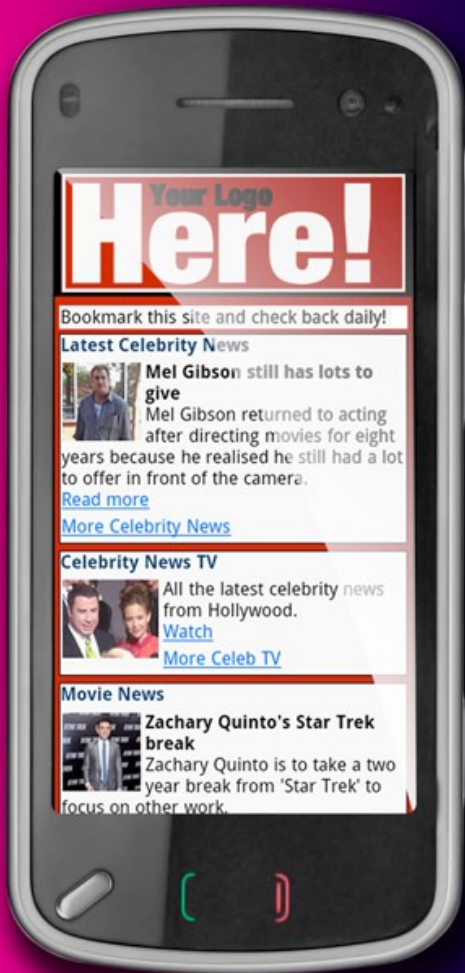 Your Logo
Here!
Bookmark this site and check back daily!
Latest Celebrity News
Mel Gibson still has lots to
give
Mel Gibson returned to acting
after directing movies for eight
years because he realised he still had a lot
to offer in front of the camera.
Read more
More Celebrity News
Celebrity News TV
All the latest celebrity news
from Hollywood.
Watch
More Celeb TV
Movie News
Zachary Quinto's Star Trek
break
Zachary Quinto is to take a two
year break from 'Star Trek' to
focus on other work.